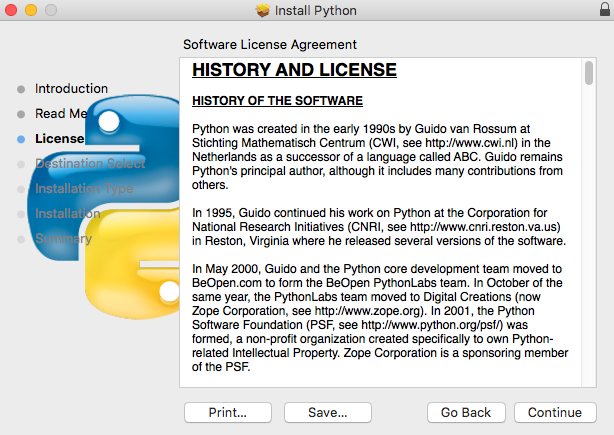 Install Python
Software License Agreement
Introduction
Read Me
License
Destination Select
Installation Type
Installation
Summary
HISTORY AND LICENSE
HISTORY OF THE SOFTWARE
Python was created in the early 1990s by Guido van Rossum at
Stichting Mathematisch Centrum (CWI, see http://www.cwi.nl) in the
Netherlands as a successor of a language called ABC. Guido remains
Python's principal author, although it includes many contributions from
others.
In 1995, Guido continued his work on Python at the Corporation for
National Research Initiatives (CNRI, see http://www.cnri.reston.va.us)
in Reston, Virginia where he released several versions of the software.
In May 2000, Guido and the Python core development team moved to
BeOpen.com to form the BeOpen PythonLabs team. In October of the
same year, the PythonLabs team moved to Digital Creations (now
Zope Corporation, see http://www.zope.org). In 2001, the Python
Software Foundation (PSF, see http://www.python.org/psf/) was
formed, a non-profit organization created specifically to own Python-
related Intellectual Property. Zope Corporation is a sponsoring member
of the PSF.
Print...
Save...
Go Back
Continue